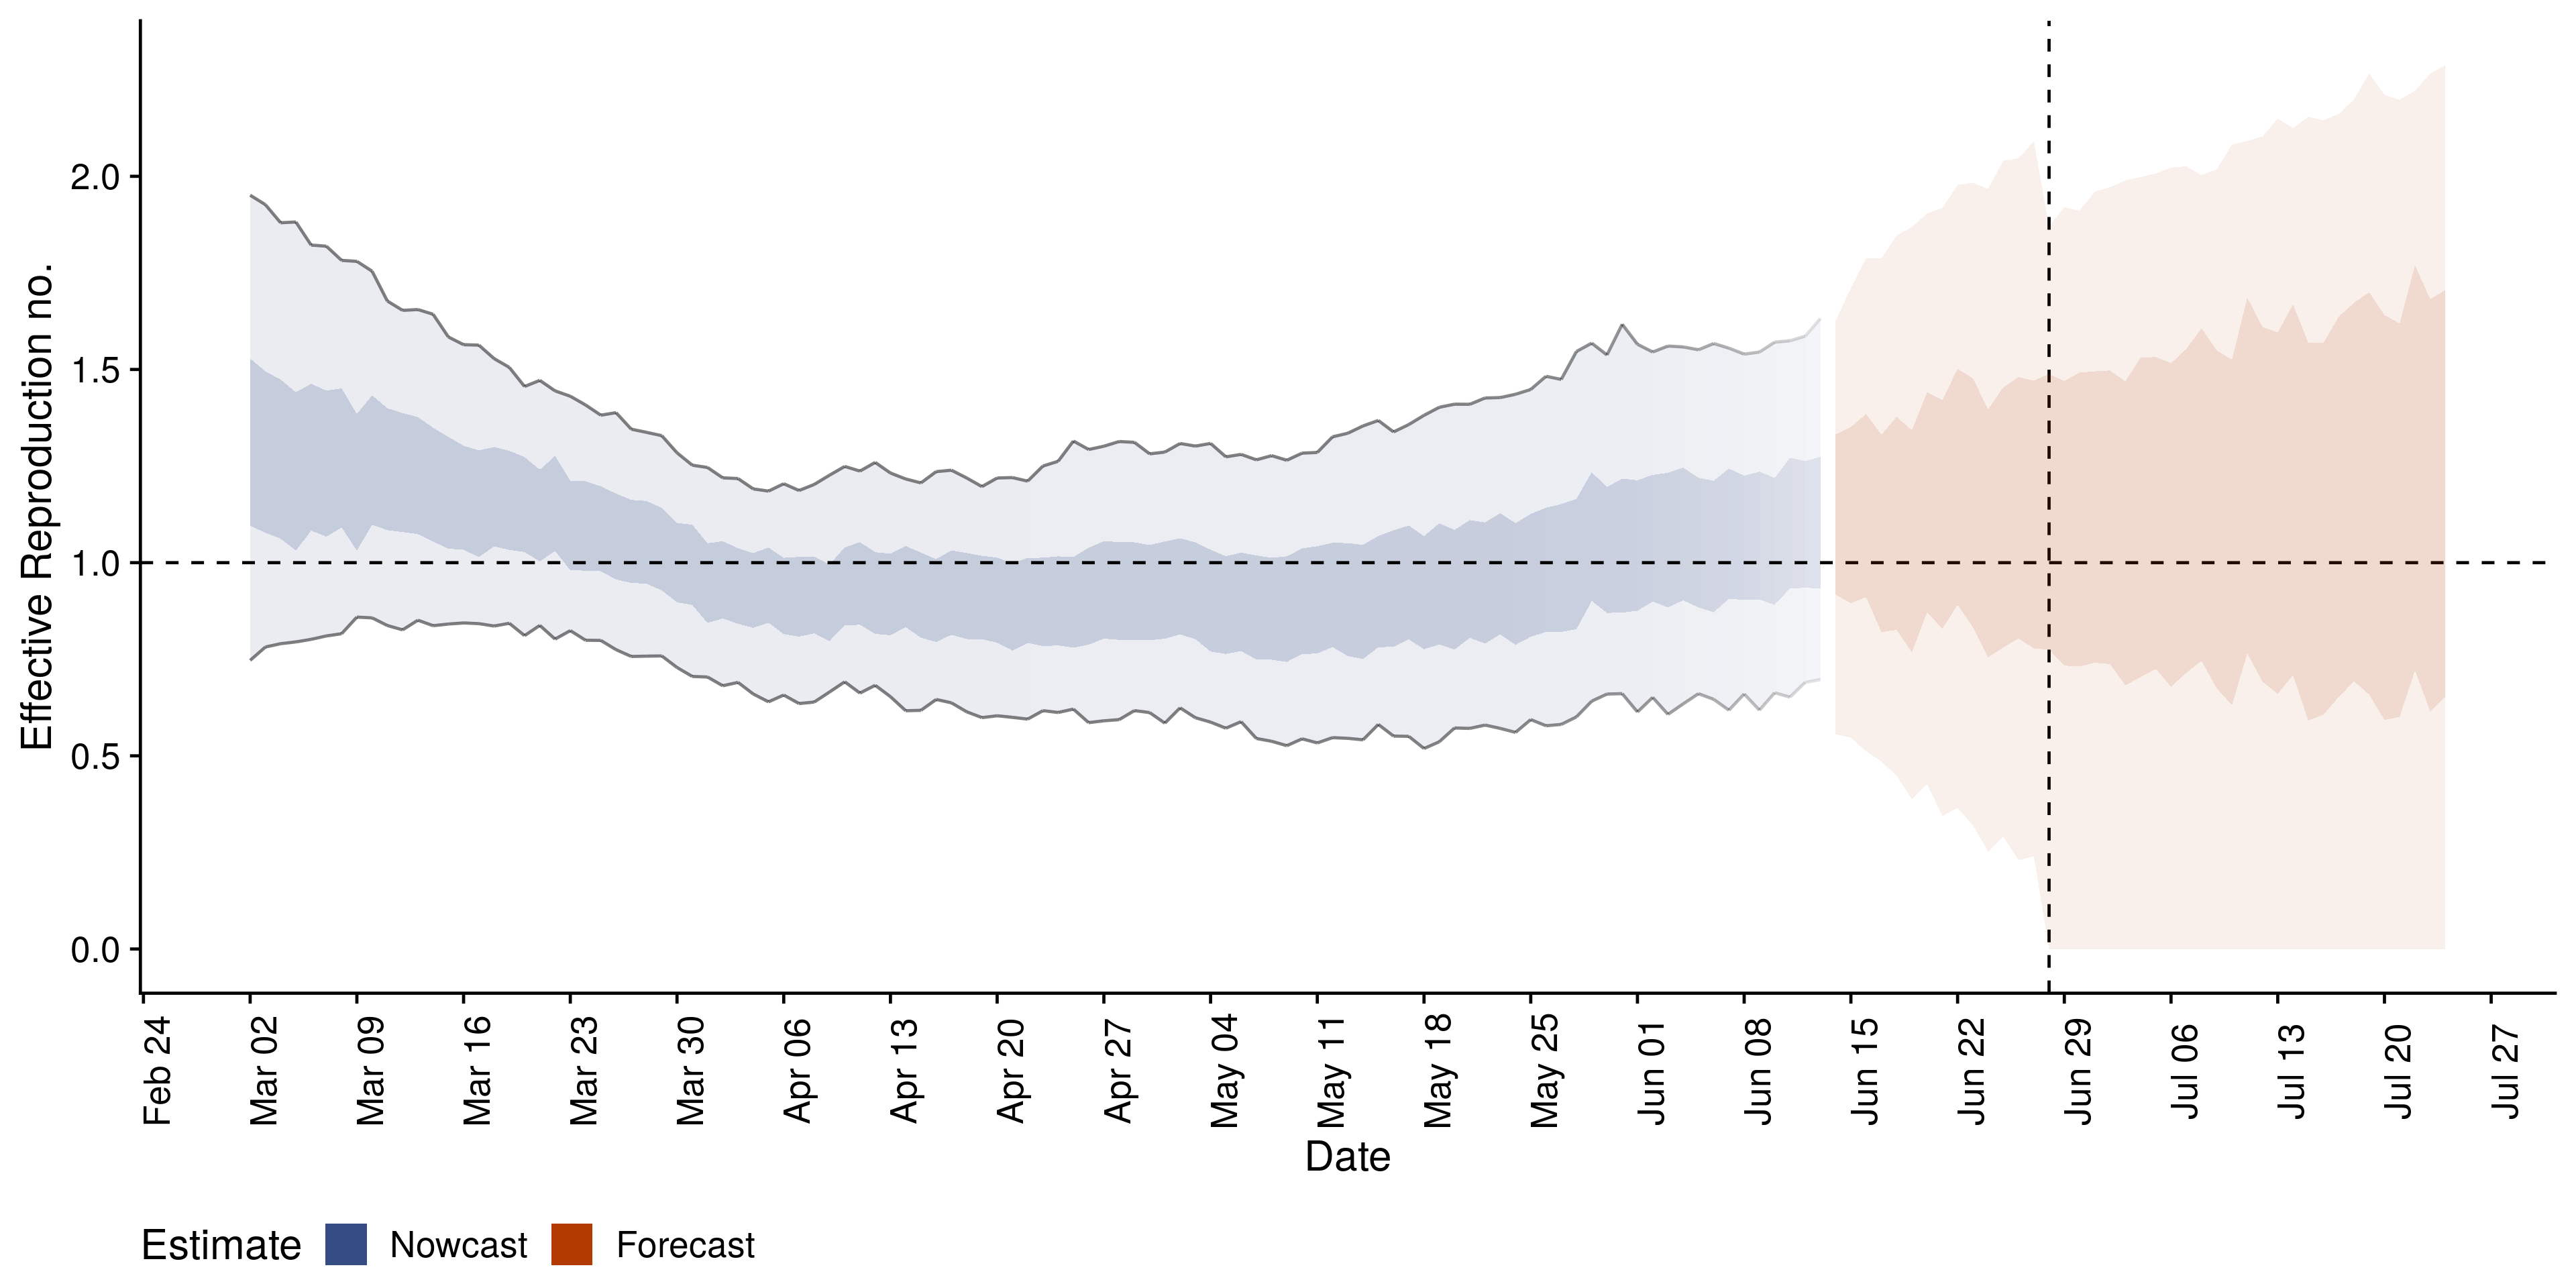 Effective Reproduction no.
2.0
1.5
1.0
0.5
0.0
Feb 24
Mar 02
Mar 09
Mar 16
Mar 23
Mar 30
Apr 06
Apr 13
Apr 20
Apr 27
May 04
May 11
May 18
May 25
Jun 01
Jun 08
Jun 15
Jun 22
Jun 29
Jul 06
Jul 13
Jul 20
Jul 27
Date
Estimate Nowcast Forecast